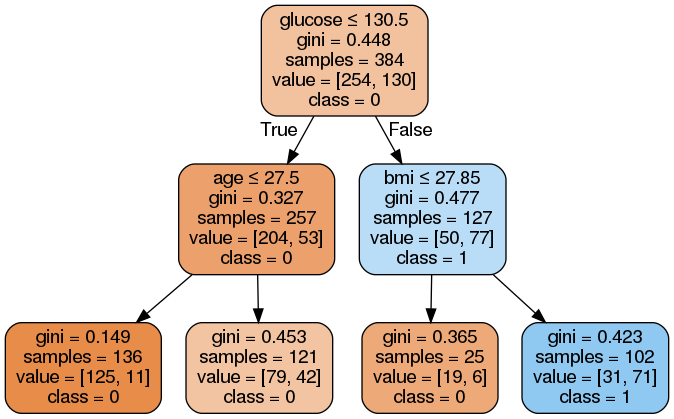 glucose ≤ 130.5
gini = 0.448
samples = 384
value = [254, 130]
class = 0
True
False
age ≤ 27.5
gini = 0.327
samples = 257
value = [204, 53]
class = 0
bmi ≤ 27.85
gini = 0.477
samples = 127
value = [50, 77]
class = 1
gini = 0.149
samples = 136
value = [125, 11]
class = 0
gini = 0.453
samples = 121
value = [79, 42]
class = 0
gini = 0.365
samples = 25
value = [19, 6]
class = 0
gini = 0.423
samples = 102
value = [31, 71]
class = 1